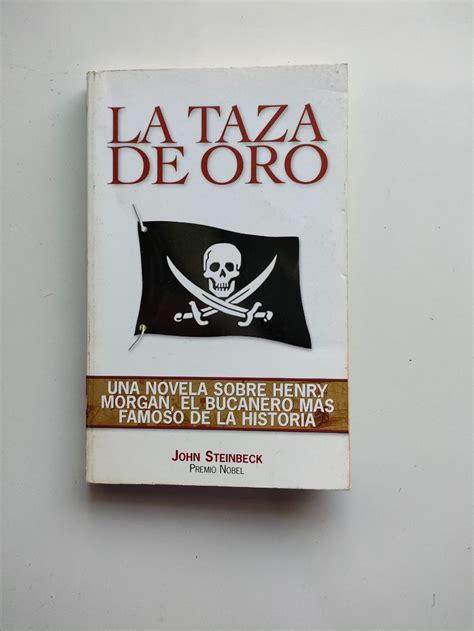 LA TAZA
DE ORO
UNA NOVELA SOBRE HENRY
MORGAN, EL BUCANERO MÁS
FAMOSO DE LA HISTORIA
JOHN STEINBECK
PREMIO NOBEL